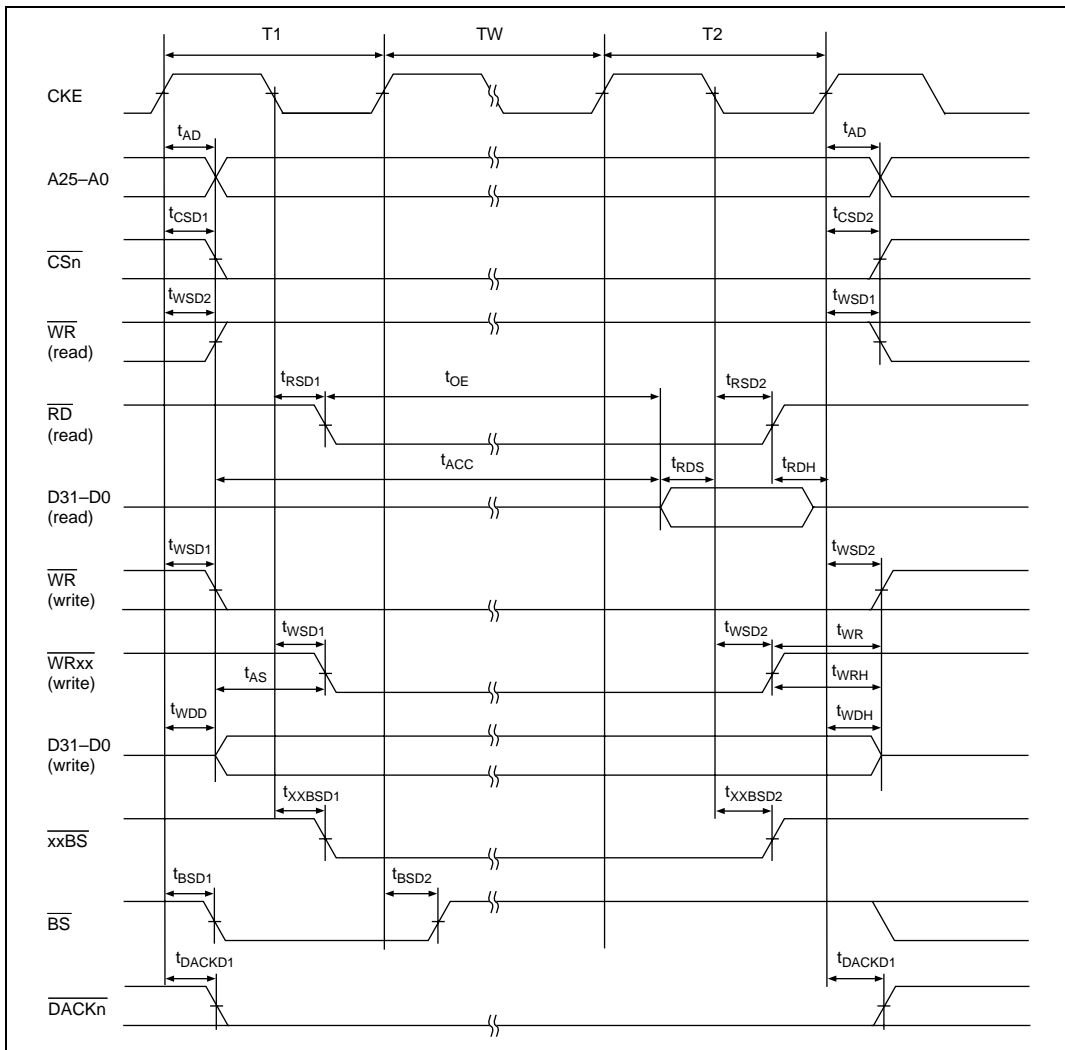 T1 TW T2
CKE
tAD tAD
A25–A0
tCSD1 tCSD2
CSn
tWSD2 tWSD1
WR
(read)
tRSD1 tOE tRSD2
RD
(read)
tACC tRDS tRDH
D31–D0
(read)
tWSD1 tWSD2
WR
(write)
tWSD1 tWSD2 tWR
WRxx
(write)
tAS tWRH
tWDD tWDH
D31–D0
(write)
tXXBSD1 tXXBSD2
xxBS
tBSD1 tBSD2
BS
tDACKD1 tDACKD1
DACKn